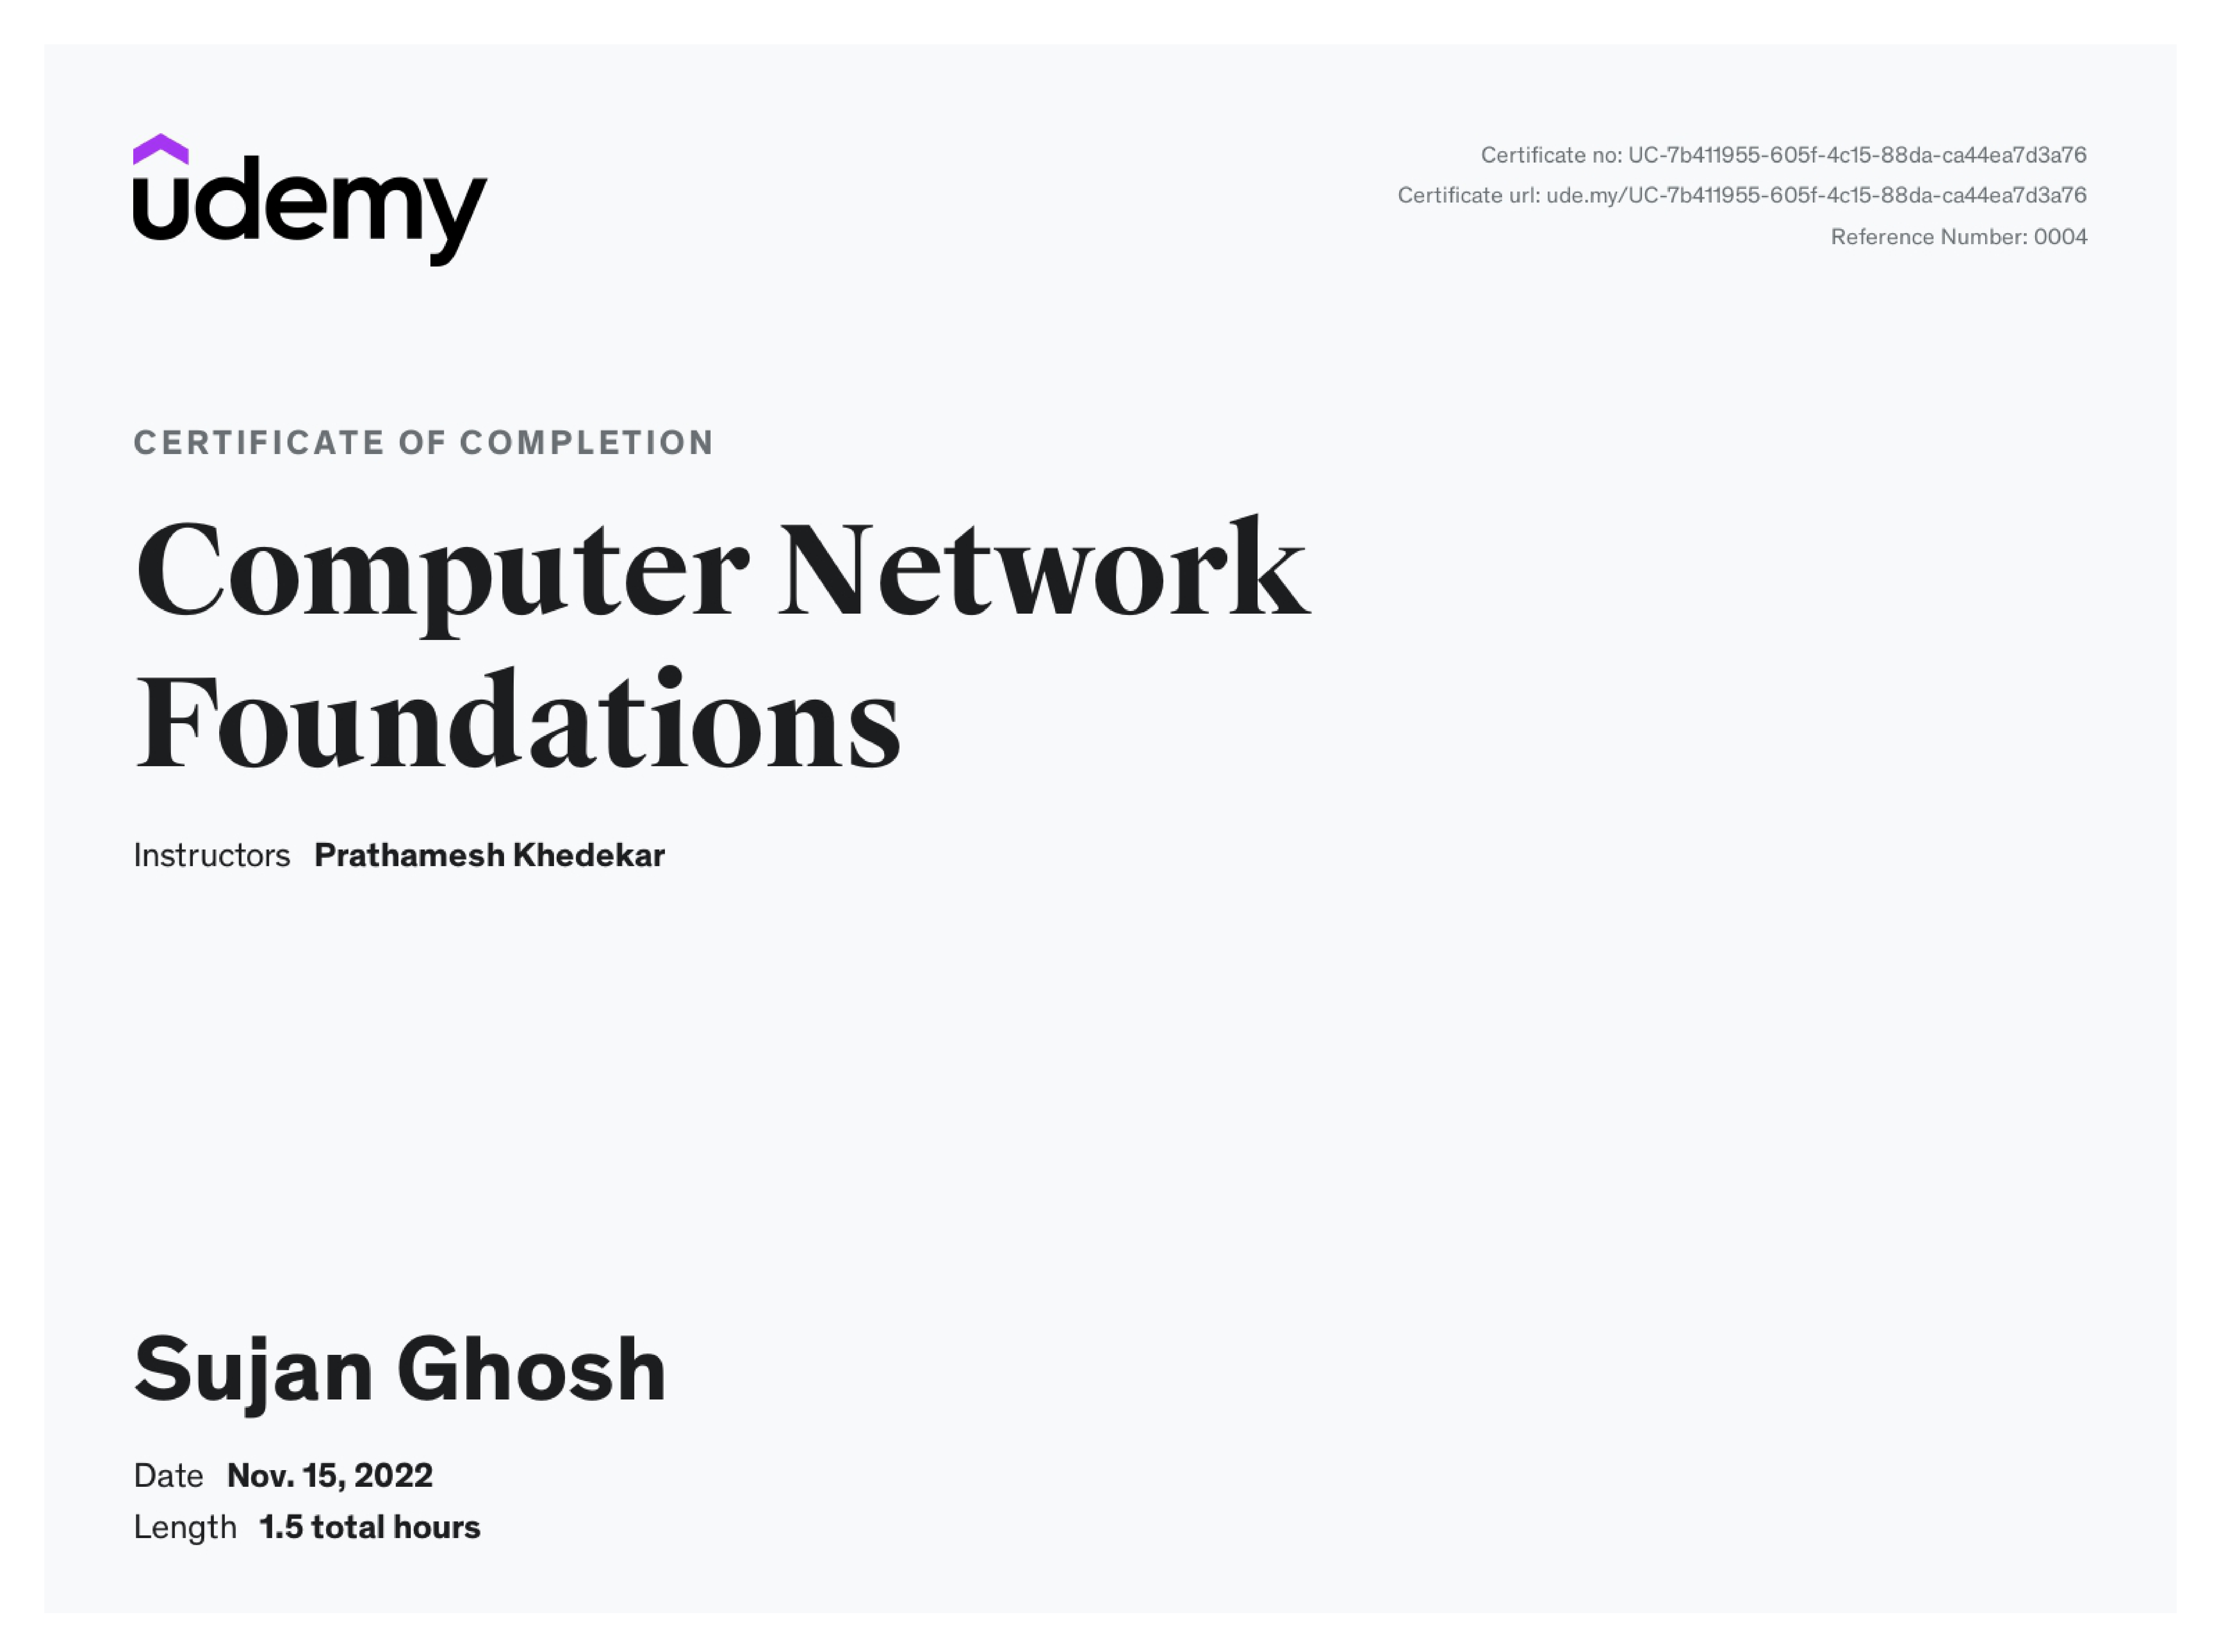 udemy
Certificate no: UC-7b411955-605f-4c15-88da-ca44ea7d3a76
Certificate url: ude.my/UC-7b411955-605f-4c15-88da-ca44ea7d3a76
Reference Number: 0004
CERTIFICATE OF COMPLETION
Computer Network
Foundations
Instructors Prathamesh Khedekar
Sujan Ghosh
Date Nov. 15, 2022
Length 1.5 total hours